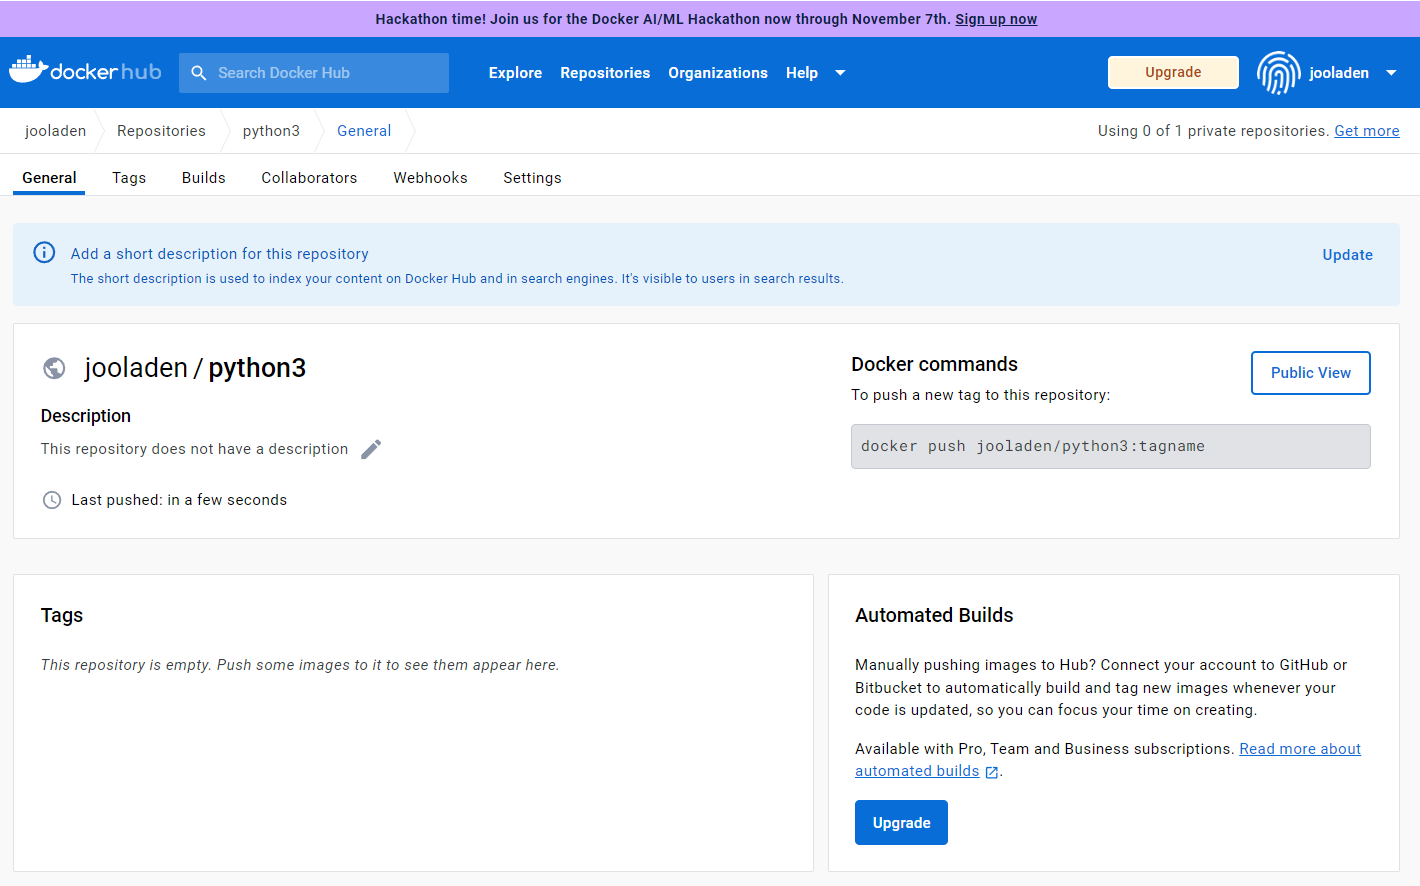 Hackathon time! Join us for the Docker AI/ML Hackathon now through November 7th. Sign up now
docker hub
Search Docker Hub
Explore Repositories Organizations Help
Upgrade
jooladen
jooladen Repositories python3 General
Using 0 of 1 private repositories. Get more
General Tags Builds Collaborators Webhooks Settings
Add a short description for this repository
The short description is used to index your content on Docker Hub and in search engines. It's visible to users in search results.
Update
jooladen / python3
Description
This repository does not have a description
Last pushed: in a few seconds
Docker commands
To push a new tag to this repository:
Public View
docker push jooladen/python3:tagname
Tags
This repository is empty. Push some images to it to see them appear here.
Automated Builds
Manually pushing images to Hub? Connect your account to GitHub or
Bitbucket to automatically build and tag new images whenever your
code is updated, so you can focus your time on creating.
Available with Pro, Team and Business subscriptions. Read more about
automated builds.
Upgrade